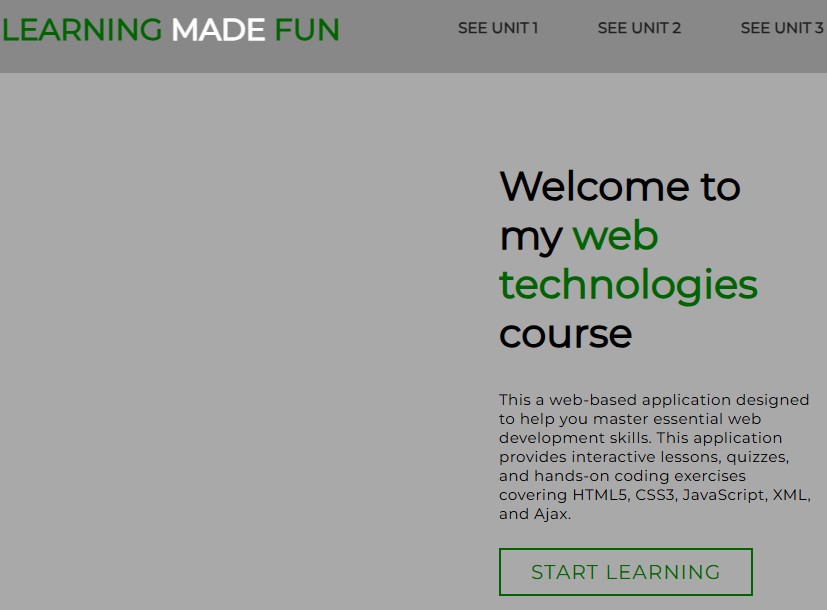 LEARNING MADE FUN
SEE UNIT 1
SEE UNIT 2
SEE UNIT 3
Welcome to
my web
technologies
course
This a web-based application designed
to help you master essential web
development skills. This application
provides interactive lessons, quizzes,
and hands-on coding exercises
covering HTML5, CSS3, JavaScript, XML,
and Ajax.
START LEARNING